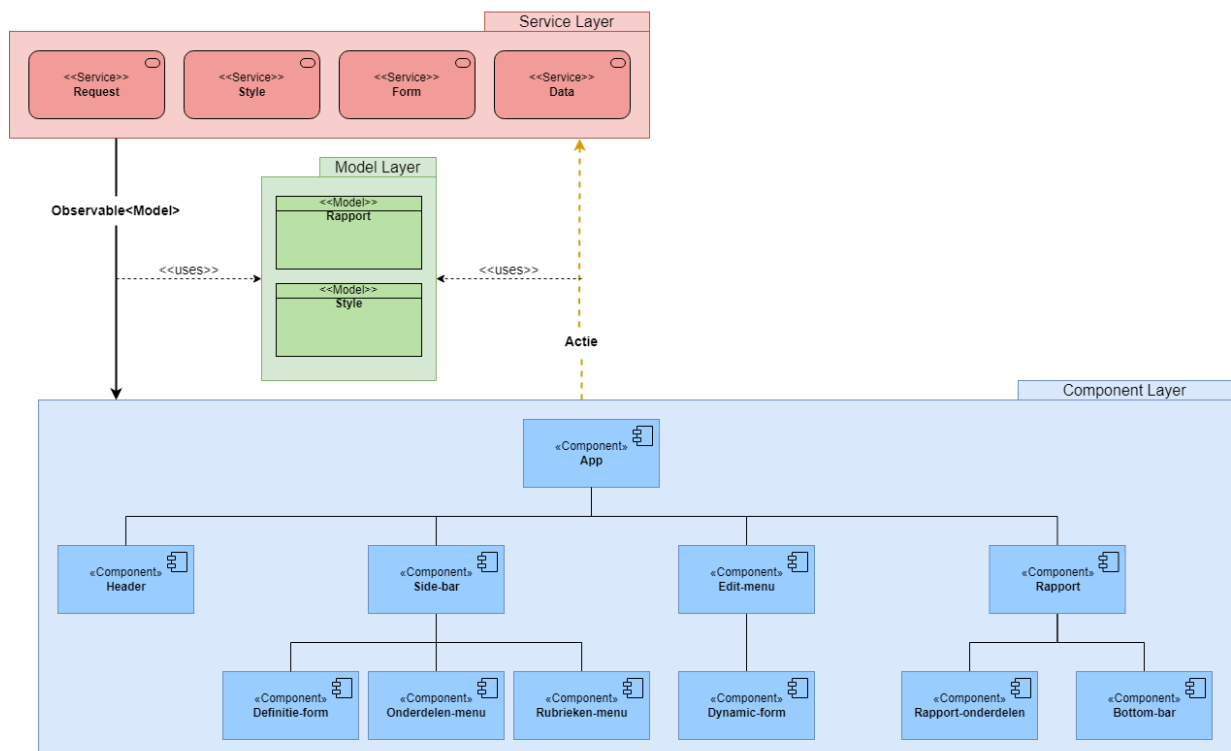 Service Layer
<<Service>>
Request
<<Service>>
Style
<<Service>>
Form
<<Service>>
Data
Model Layer
<<Model>>
Rapport
<<Model>>
Style
Observable<Model>
<<uses>>
<<uses>>
Actie
Component Layer
«Component»
App
«Component»
Header
«Component»
Side-bar
«Component»
Edit-menu
«Component»
Rapport
«Component»
Definitie-form
«Component»
Onderdelen-menu
«Component»
Rubrieken-menu
«Component»
Dynamic-form
«Component»
Rapport-onderdelen
«Component»
Bottom-bar